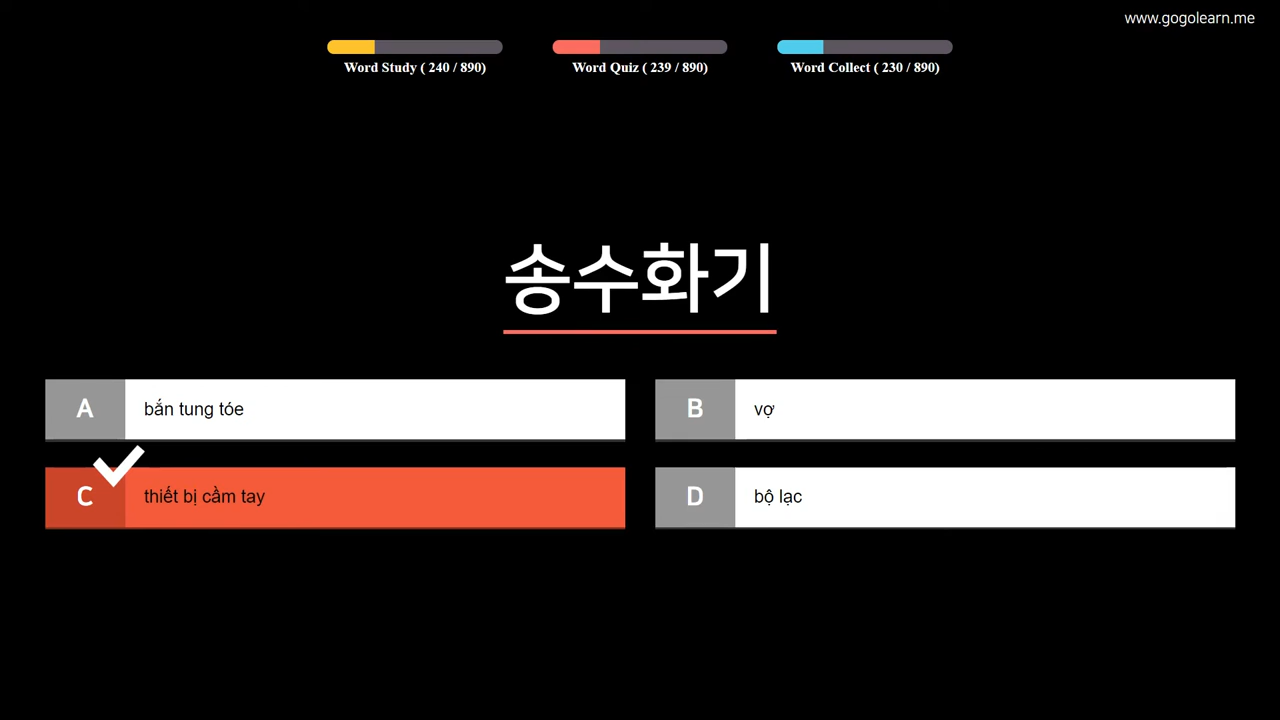 www.gogolearn.me
Word Study ( 240 / 890)
Word Quiz ( 239 / 890)
Word Collect ( 230 / 890)
송수화기
A bắn tung tóe
B vợ
C thiết bị cầm tay
D bộ lạc